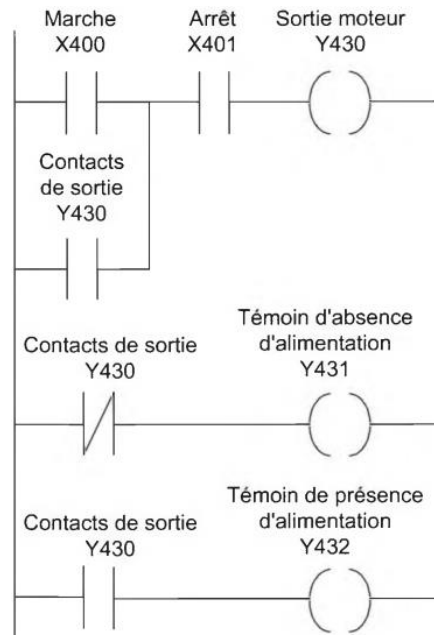 Marche
X400
Arrêt
X401
Sortie moteur
Y430
Contacts
de sortie
Y430
Contacts de sortie
Y430
Témoin d'absence
d'alimentation
Y431
Contacts de sortie
Y430
Témoin de présence
d'alimentation
Y432